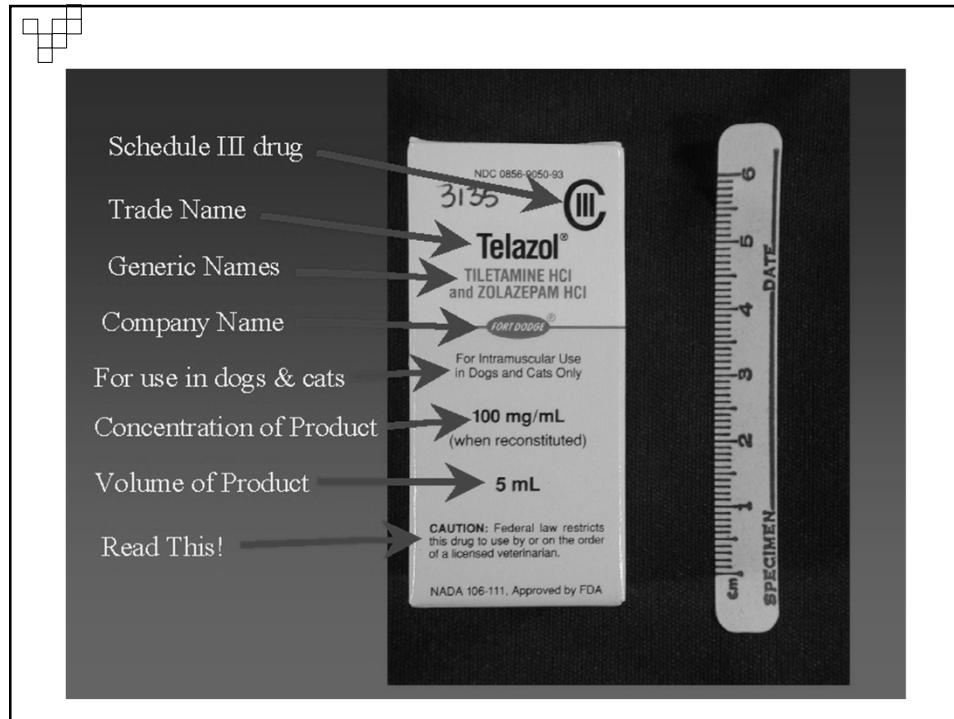 Schedule III drug
Trade Name
Generic Names
Company Name
For use in dogs & cats
Concentration of Product
Volume of Product
Read This!
NDC 0856-9050-93
3135
CIII
Telazol®
TILETAMINE HCl
and ZOLAZEPAM HCl
FORT DODGE®
For Intramuscular Use
in Dogs and Cats Only
100 mg/mL
(when reconstituted)
5 mL
CAUTION: Federal law restricts
this drug to use by or on the order
of a licensed veterinarian.
NADA 106-111, Approved by FDA
6
5
4
3
2
1
cm
SPECIMEN DATE